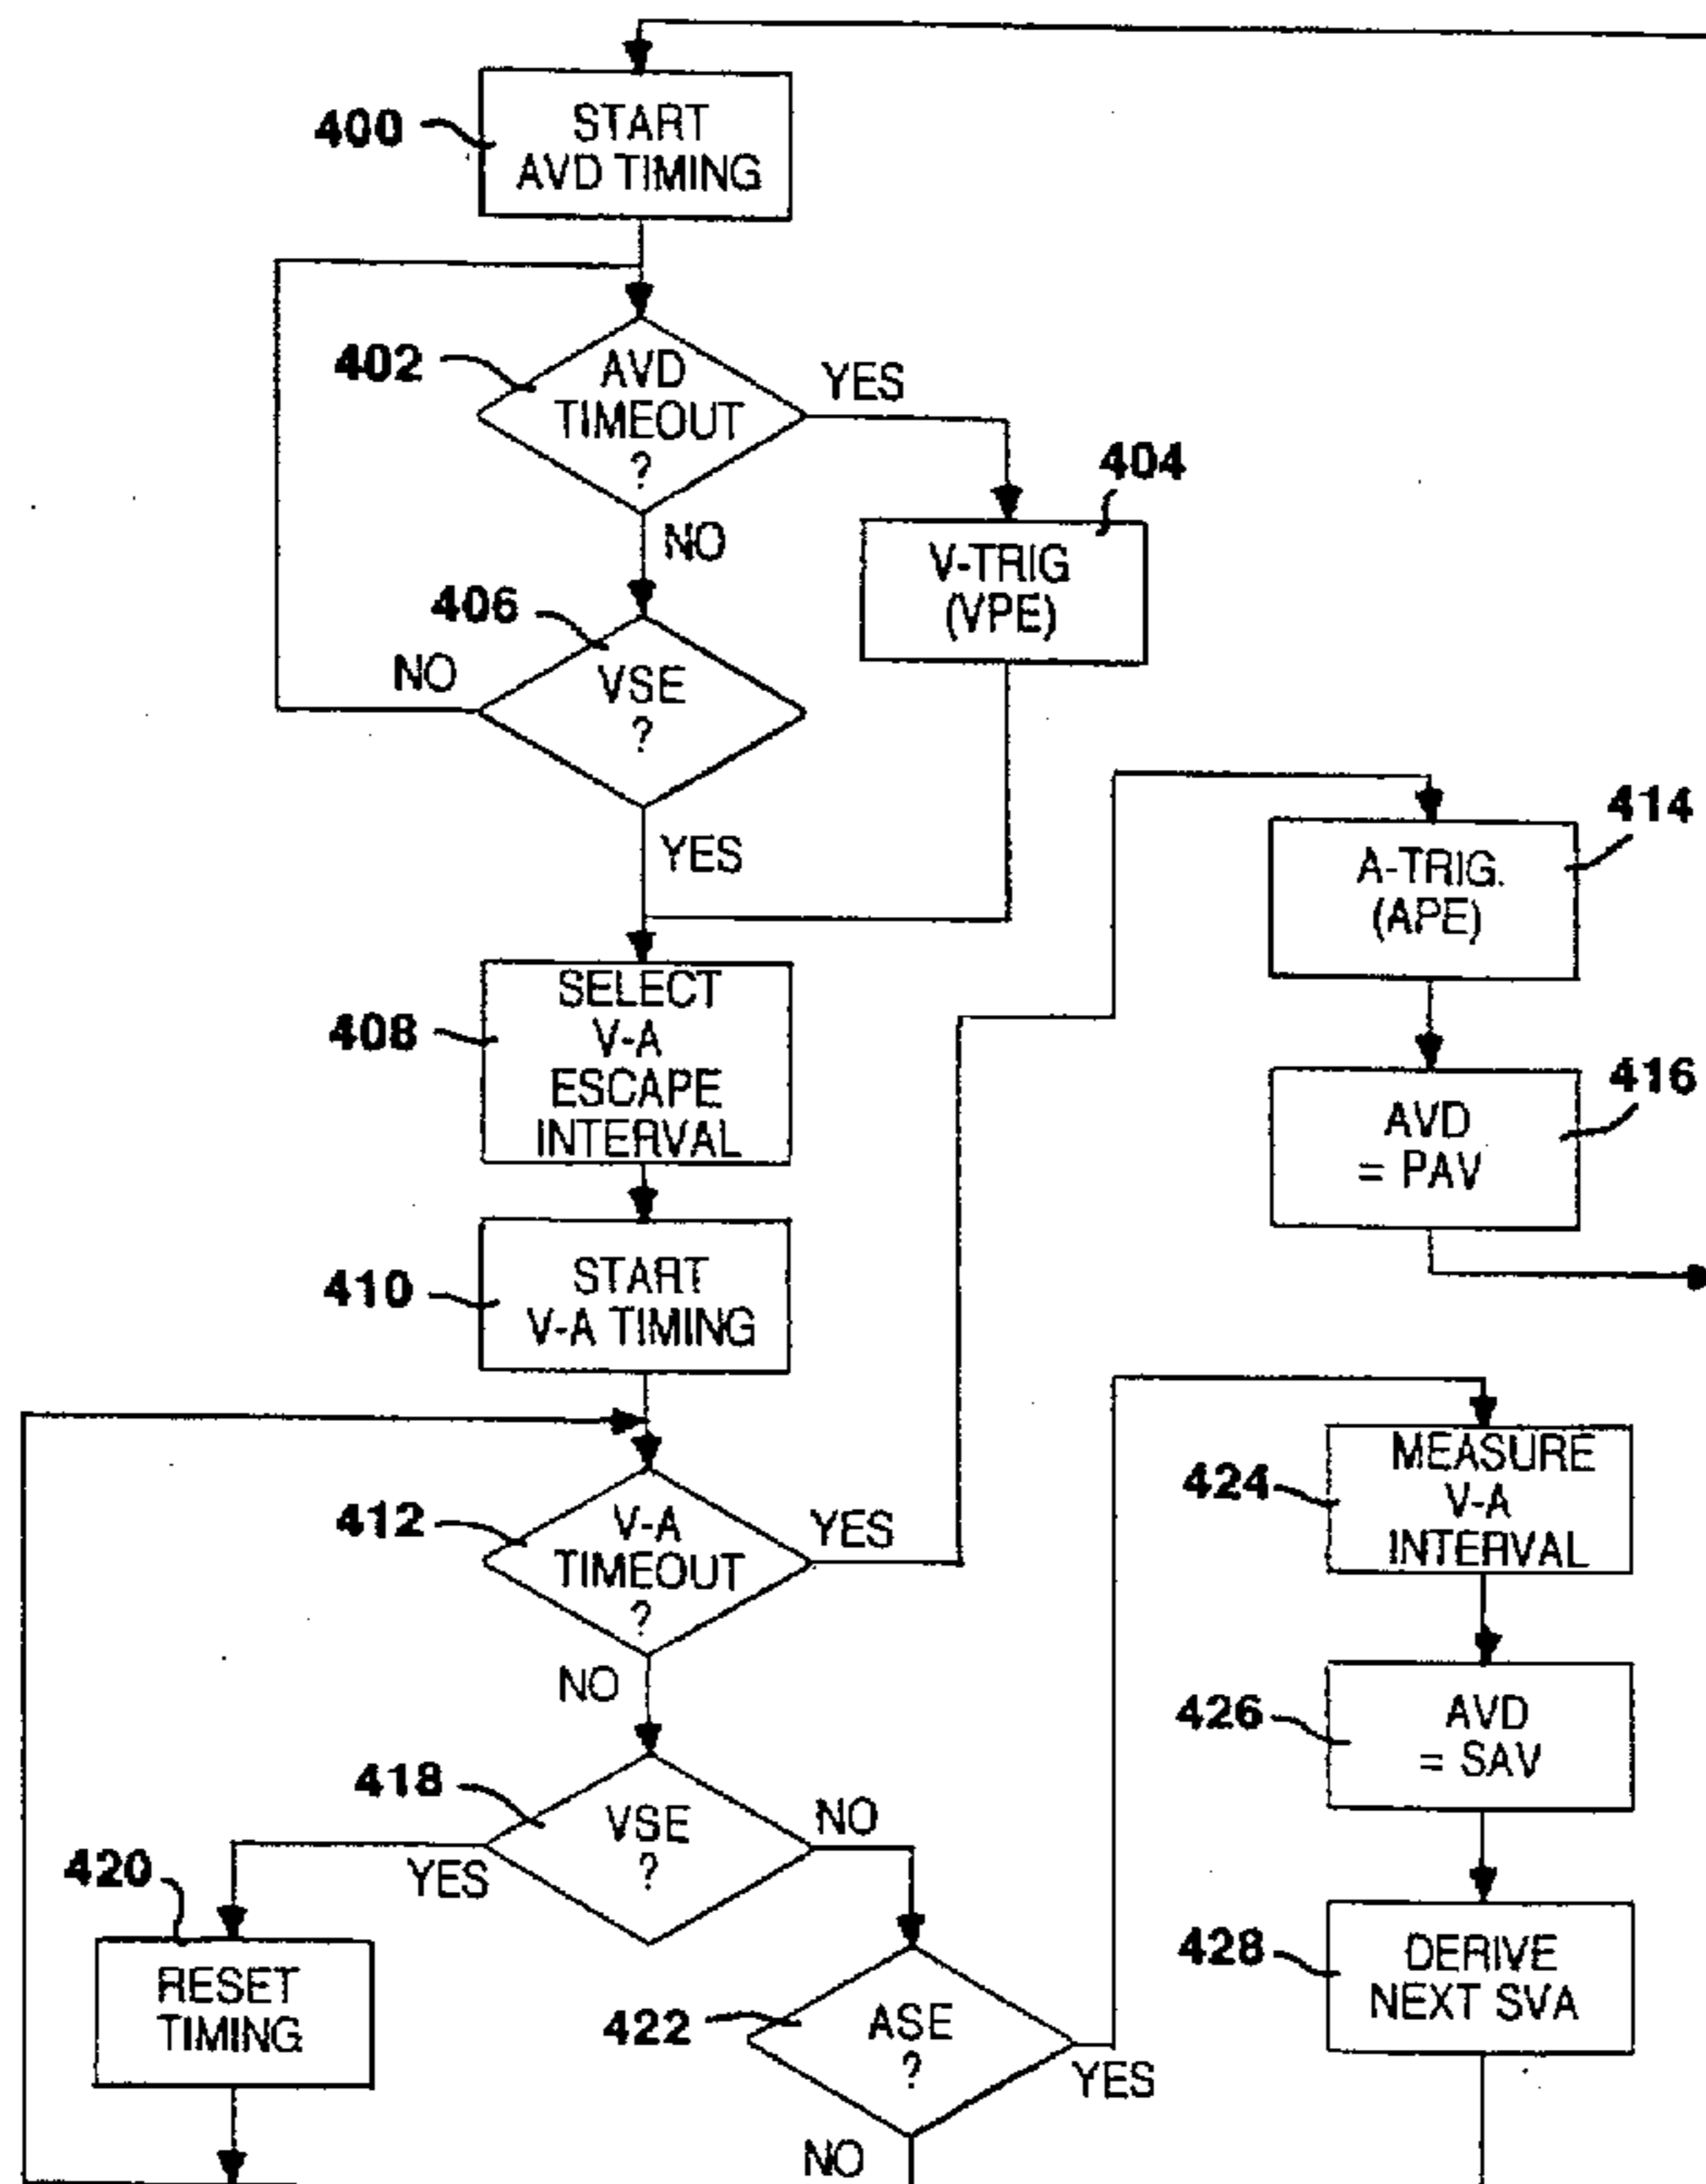 400
START
AVD TIMING
402
AVD
TIMEOUT
?
YES
NO
404
V-TRIG
(VPE)
406
VSE
?
NO
YES
408
SELECT
V-A
ESCAPE
INTERVAL
410
START
V-A TIMING
414
A-TRIG.
(APE)
416
AVD
= PAV
412
V-A
TIMEOUT
?
YES
NO
418
VSE
?
NO
YES
420
RESET
TIMING
422
ASE
?
YES
NO
424
MEASURE
V-A
INTERVAL
426
AVD
= SAV
428
DERIVE
NEXT SVA